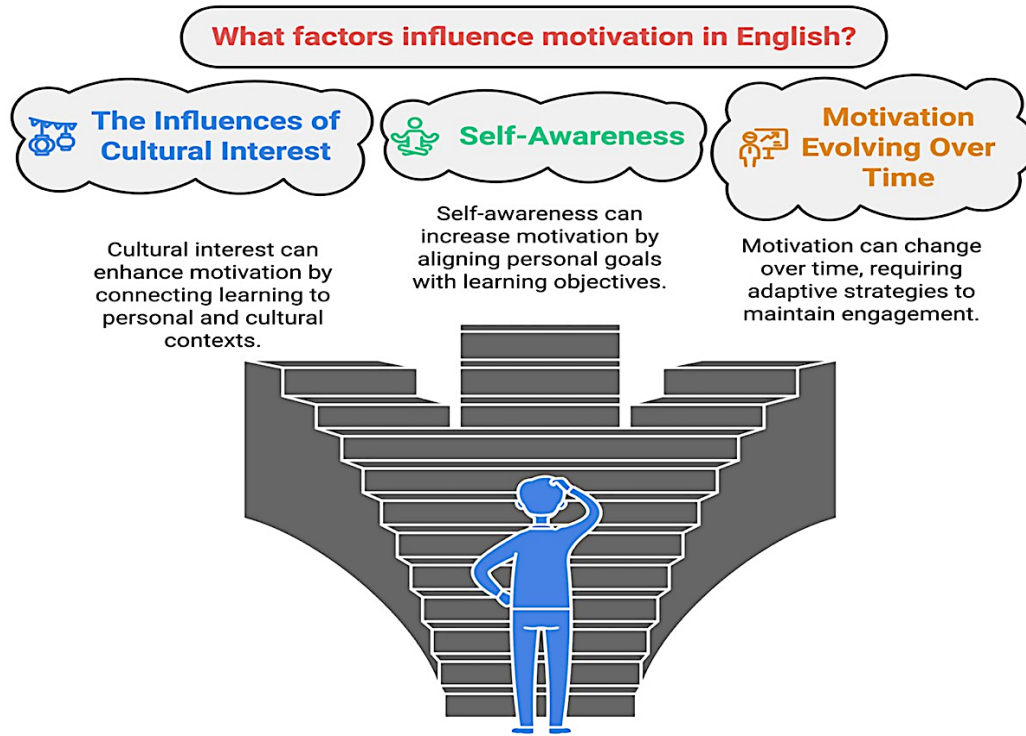 What factors influence motivation in English?
The Influences of
Cultural Interest
Cultural interest can
enhance motivation by
connecting learning to
personal and cultural
contexts.
Self-Awareness
Self-awareness can
increase motivation by
aligning personal goals
with learning objectives.
Motivation
Evolving Over
Time
Motivation can change
over time, requiring
adaptive strategies to
maintain engagement.